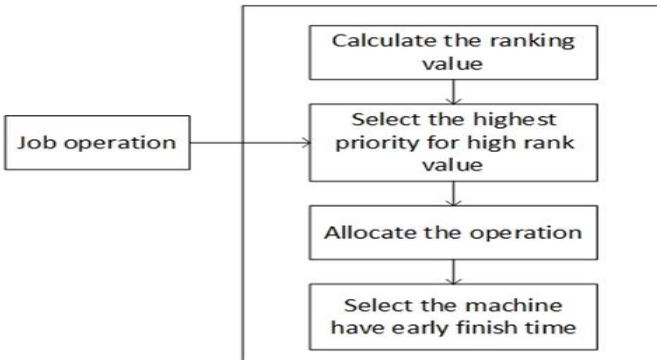 Calculate the ranking
value
Job operation
Select the highest
priority for high rank
value
Allocate the operation
Select the machine
have early finish time